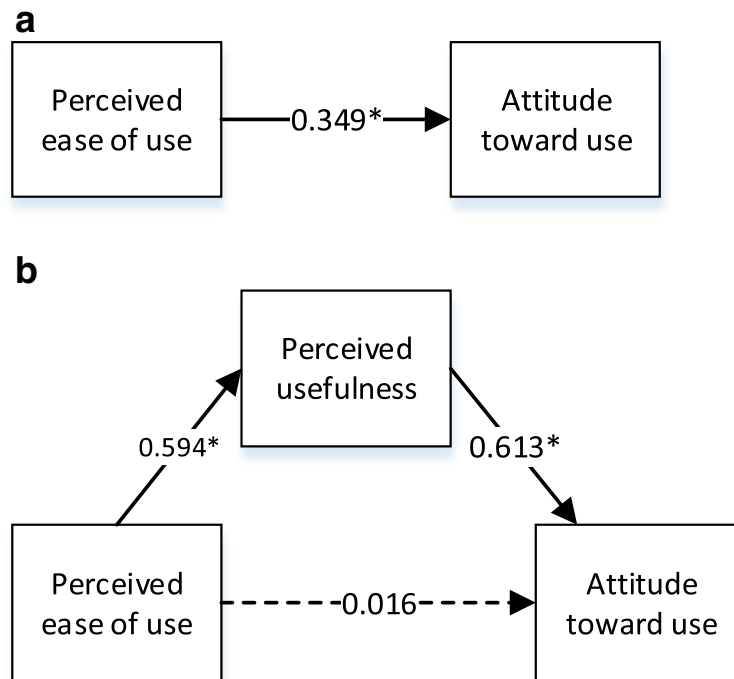 a
Perceived
ease of use
0.349*
Attitude
toward use
b
Perceived
usefulness
0.594*
0.613*
Perceived
ease of use
0.016
Attitude
toward use